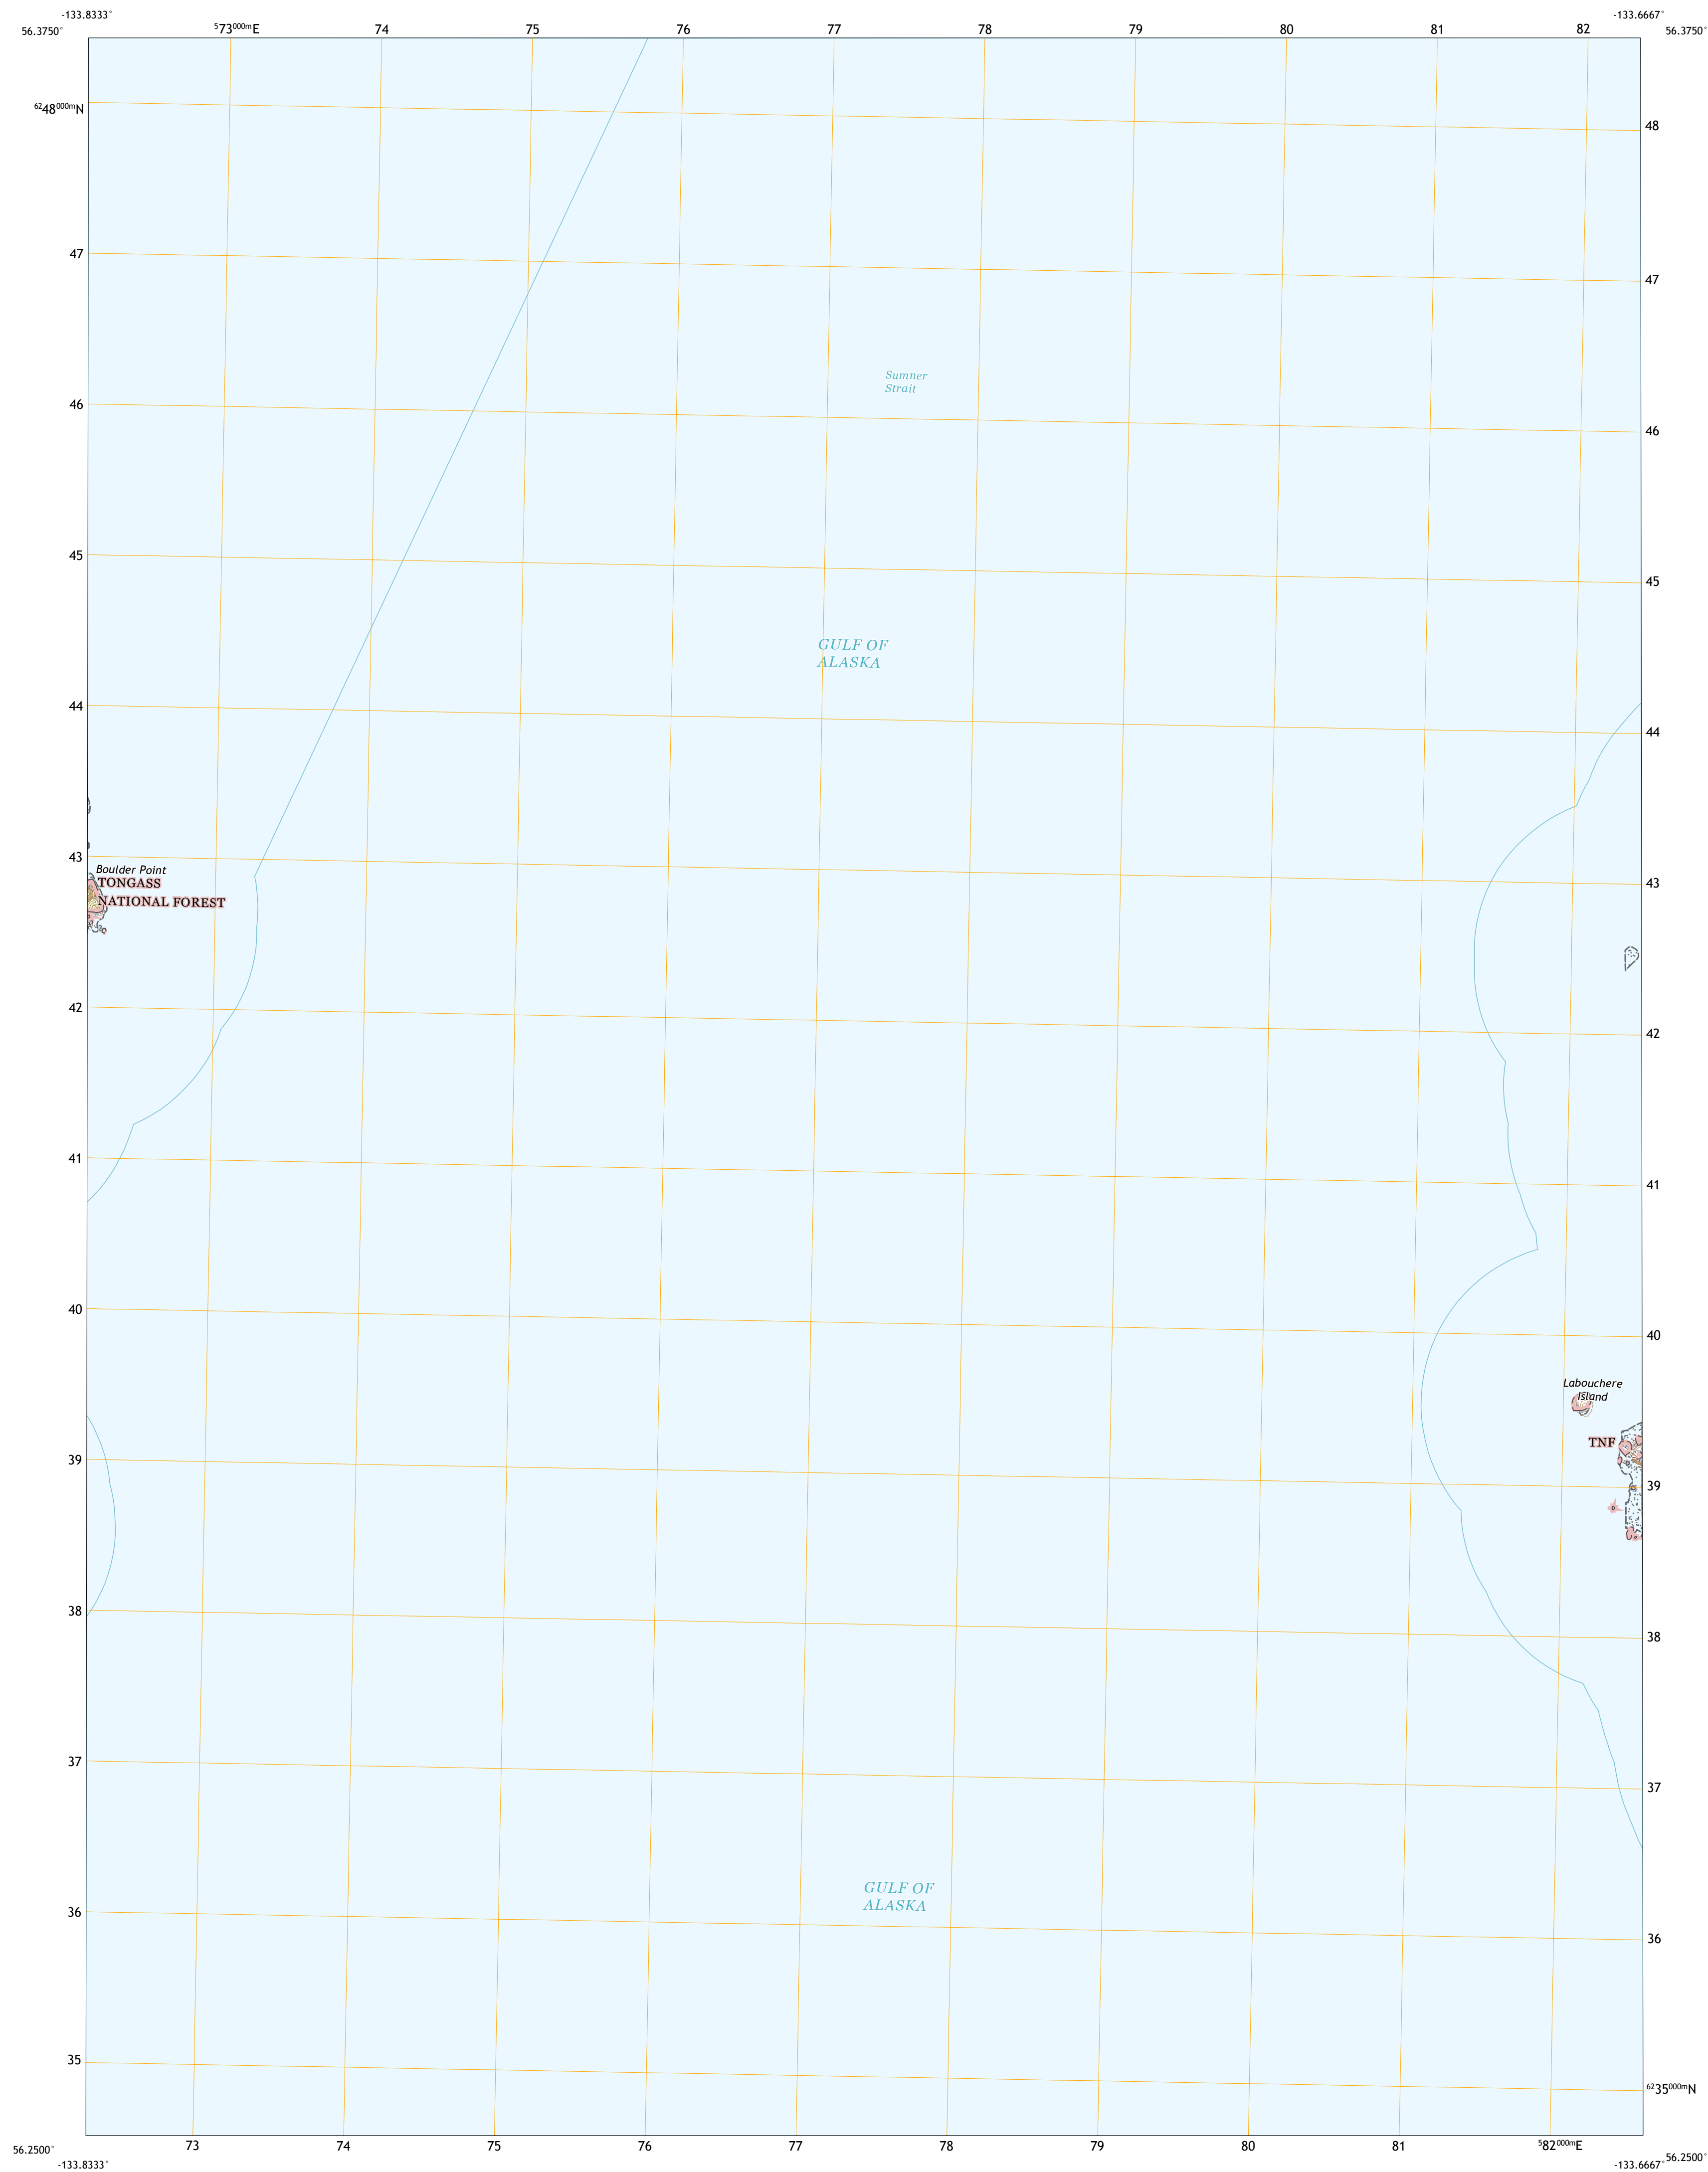 -133.8333° -133.6667°
56.3750° ⁵73⁰⁰⁰ᵐE 74 75 76 77 78 79 80 81 82 56.3750°
⁶²48⁰⁰⁰ᵐN 48
47 47
Sumner
Strait
46 46
45 45
GULF OF
ALASKA
44 44
43 43
Boulder Point
TONGASS
NATIONAL FOREST
42 42
41 41
40 40
Labouchere
Island
TNF
39 39
38 38
37 37
GULF OF
ALASKA
36 36
35 ⁶²35⁰⁰⁰ᵐN
56.2500° 73 74 75 76 77 78 79 80 81 ⁵82⁰⁰⁰ᵐE 56.2500°
-133.8333° -133.6667°